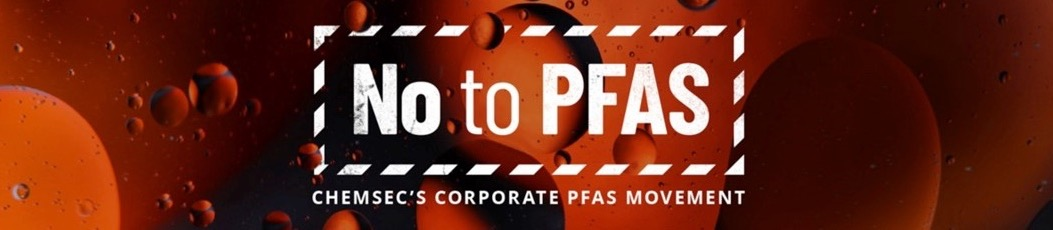 No to PFAS
CHEMSEC'S CORPORATE PFAS MOVEMENT